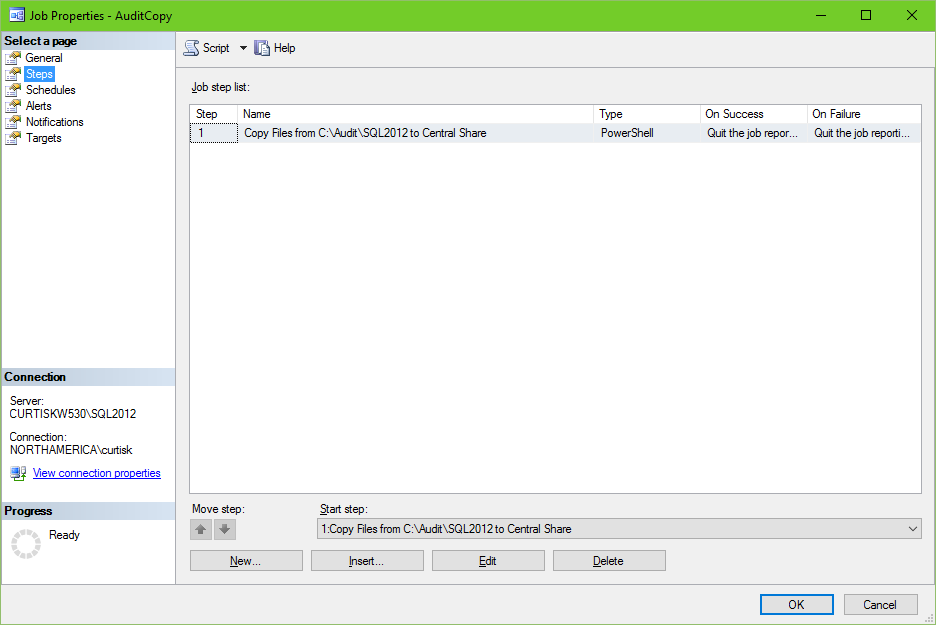 Job Properties - AuditCopy
Select a page
General
Steps
Schedules
Alerts
Notifications
Targets
Script
Help
Job step list:
Step Name Type On Success On Failure
1 Copy Files from C:\Audit\SQL2012 to Central Share PowerShell Quit the job repor... Quit the job reporti...
Connection
Server:
CURTISKW530\SQL2012
Connection:
NORTHAMERICA\curtisk
View connection properties
Progress
Ready
Move step:
Start step:
1:Copy Files from C:\Audit\SQL2012 to Central Share
New... Insert... Edit Delete
OK Cancel